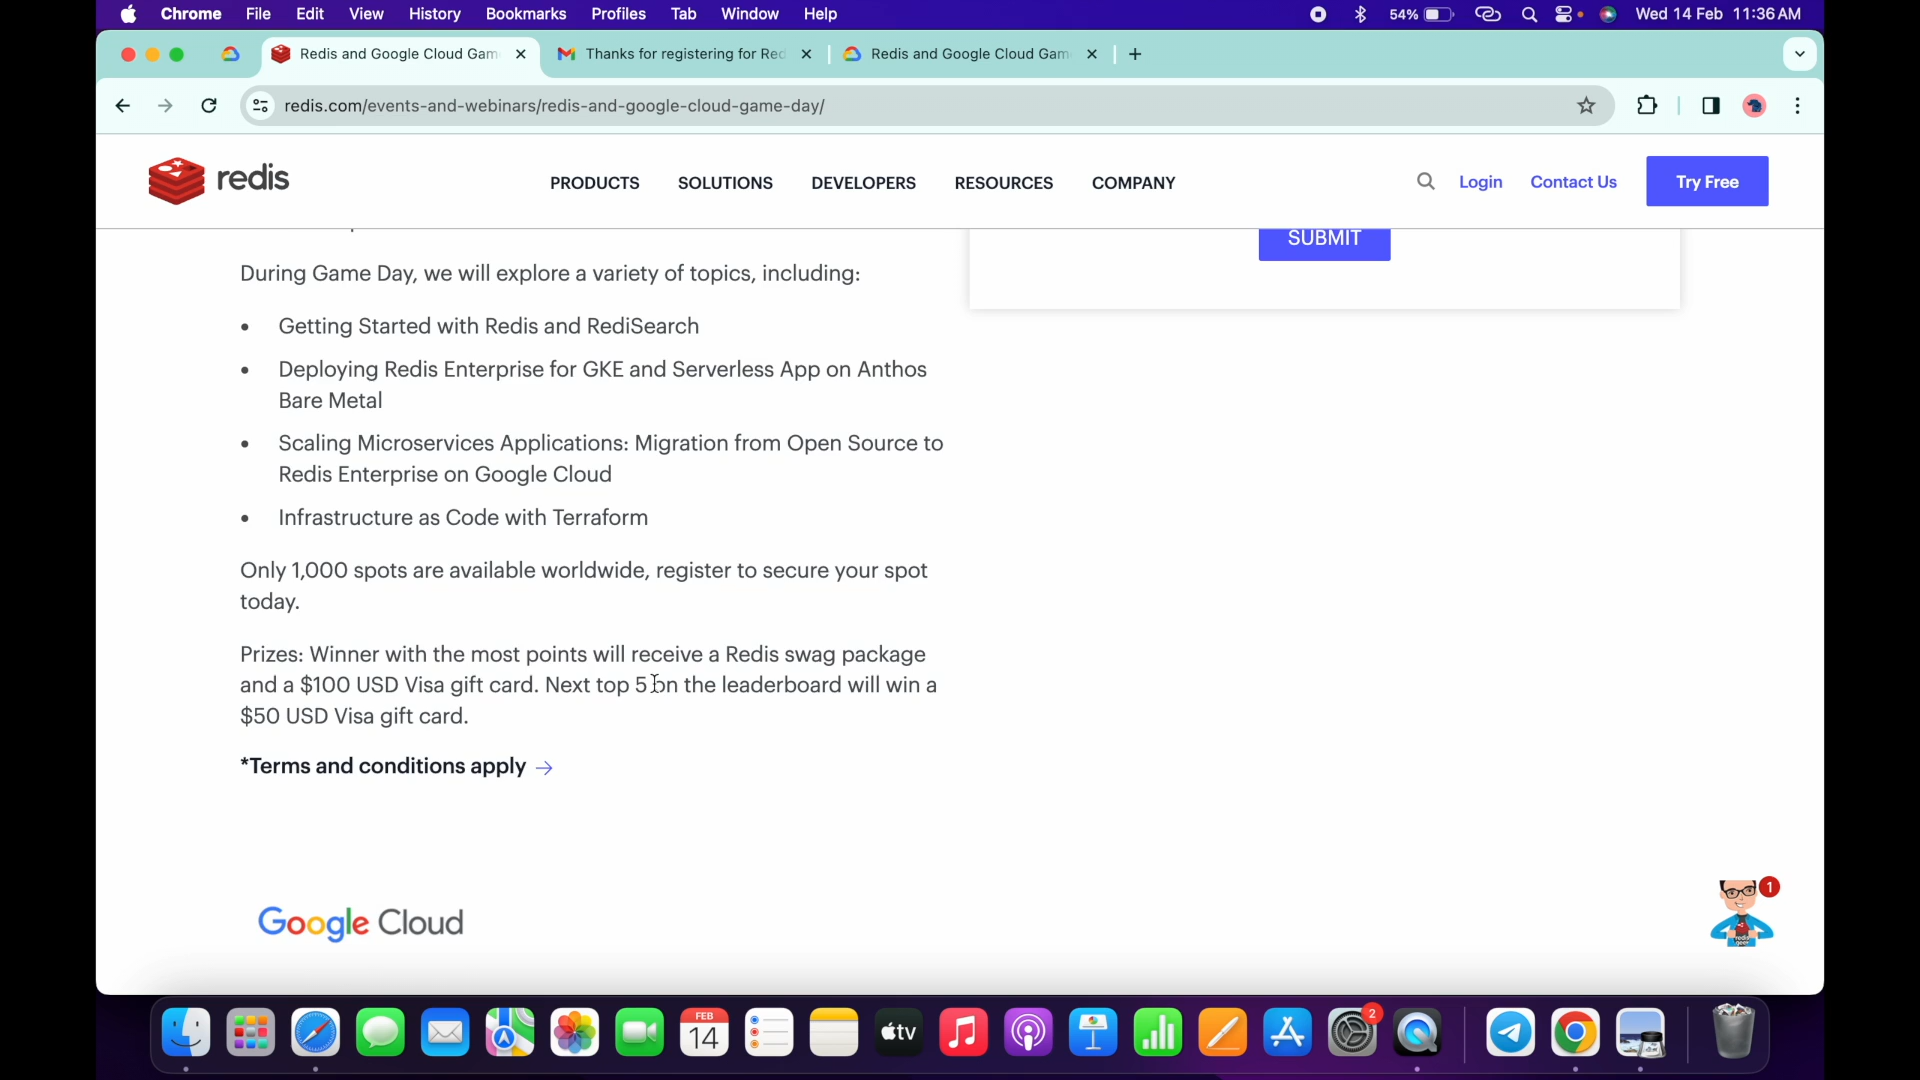 Chrome File Edit View History Bookmarks Profiles Tab Window Help 54% Wed 14 Feb 11:36 AM
Redis and Google Cloud Gam Thanks for registering for Red Redis and Google Cloud Gam
redis.com/events-and-webinars/redis-and-google-cloud-game-day/
redis PRODUCTS SOLUTIONS DEVELOPERS RESOURCES COMPANY Login Contact Us Try Free
SUBMIT
During Game Day, we will explore a variety of topics, including:
• Getting Started with Redis and RediSearch
• Deploying Redis Enterprise for GKE and Serverless App on Anthos
Bare Metal
• Scaling Microservices Applications: Migration from Open Source to
Redis Enterprise on Google Cloud
• Infrastructure as Code with Terraform
Only 1,000 spots are available worldwide, register to secure your spot
today.
Prizes: Winner with the most points will receive a Redis swag package
and a $100 USD Visa gift card. Next top 5 on the leaderboard will win a
$50 USD Visa gift card.
*Terms and conditions apply →
1
Google Cloud
FEB
14
tv
2